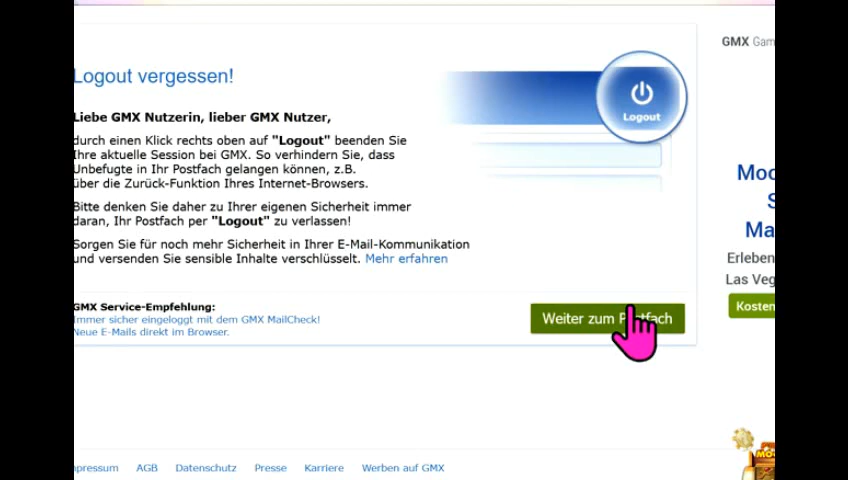 GMX Gam
Logout vergessen!
Logout
Liebe GMX Nutzerin, lieber GMX Nutzer,
durch einen Klick rechts oben auf "Logout" beenden Sie
Ihre aktuelle Session bei GMX. So verhindern Sie, dass
Unbefugte in Ihr Postfach gelangen können, z.B.
über die Zurück-Funktion Ihres Internet-Browsers.
Bitte denken Sie daher zu Ihrer eigenen Sicherheit immer
daran, Ihr Postfach per "Logout" zu verlassen!
Sorgen Sie für noch mehr Sicherheit in Ihrer E-Mail-Kommunikation
und versenden Sie sensible Inhalte verschlüsselt. Mehr erfahren
GMX Service-Empfehlung:
Immer sicher eingeloggt mit dem GMX MailCheck!
Neue E-Mails direkt im Browser.
Weiter zum Postfach
Moo
S
Ma
Erleben
Las Veg
Kosten
mpressum AGB Datenschutz Presse Karriere Werben auf GMX